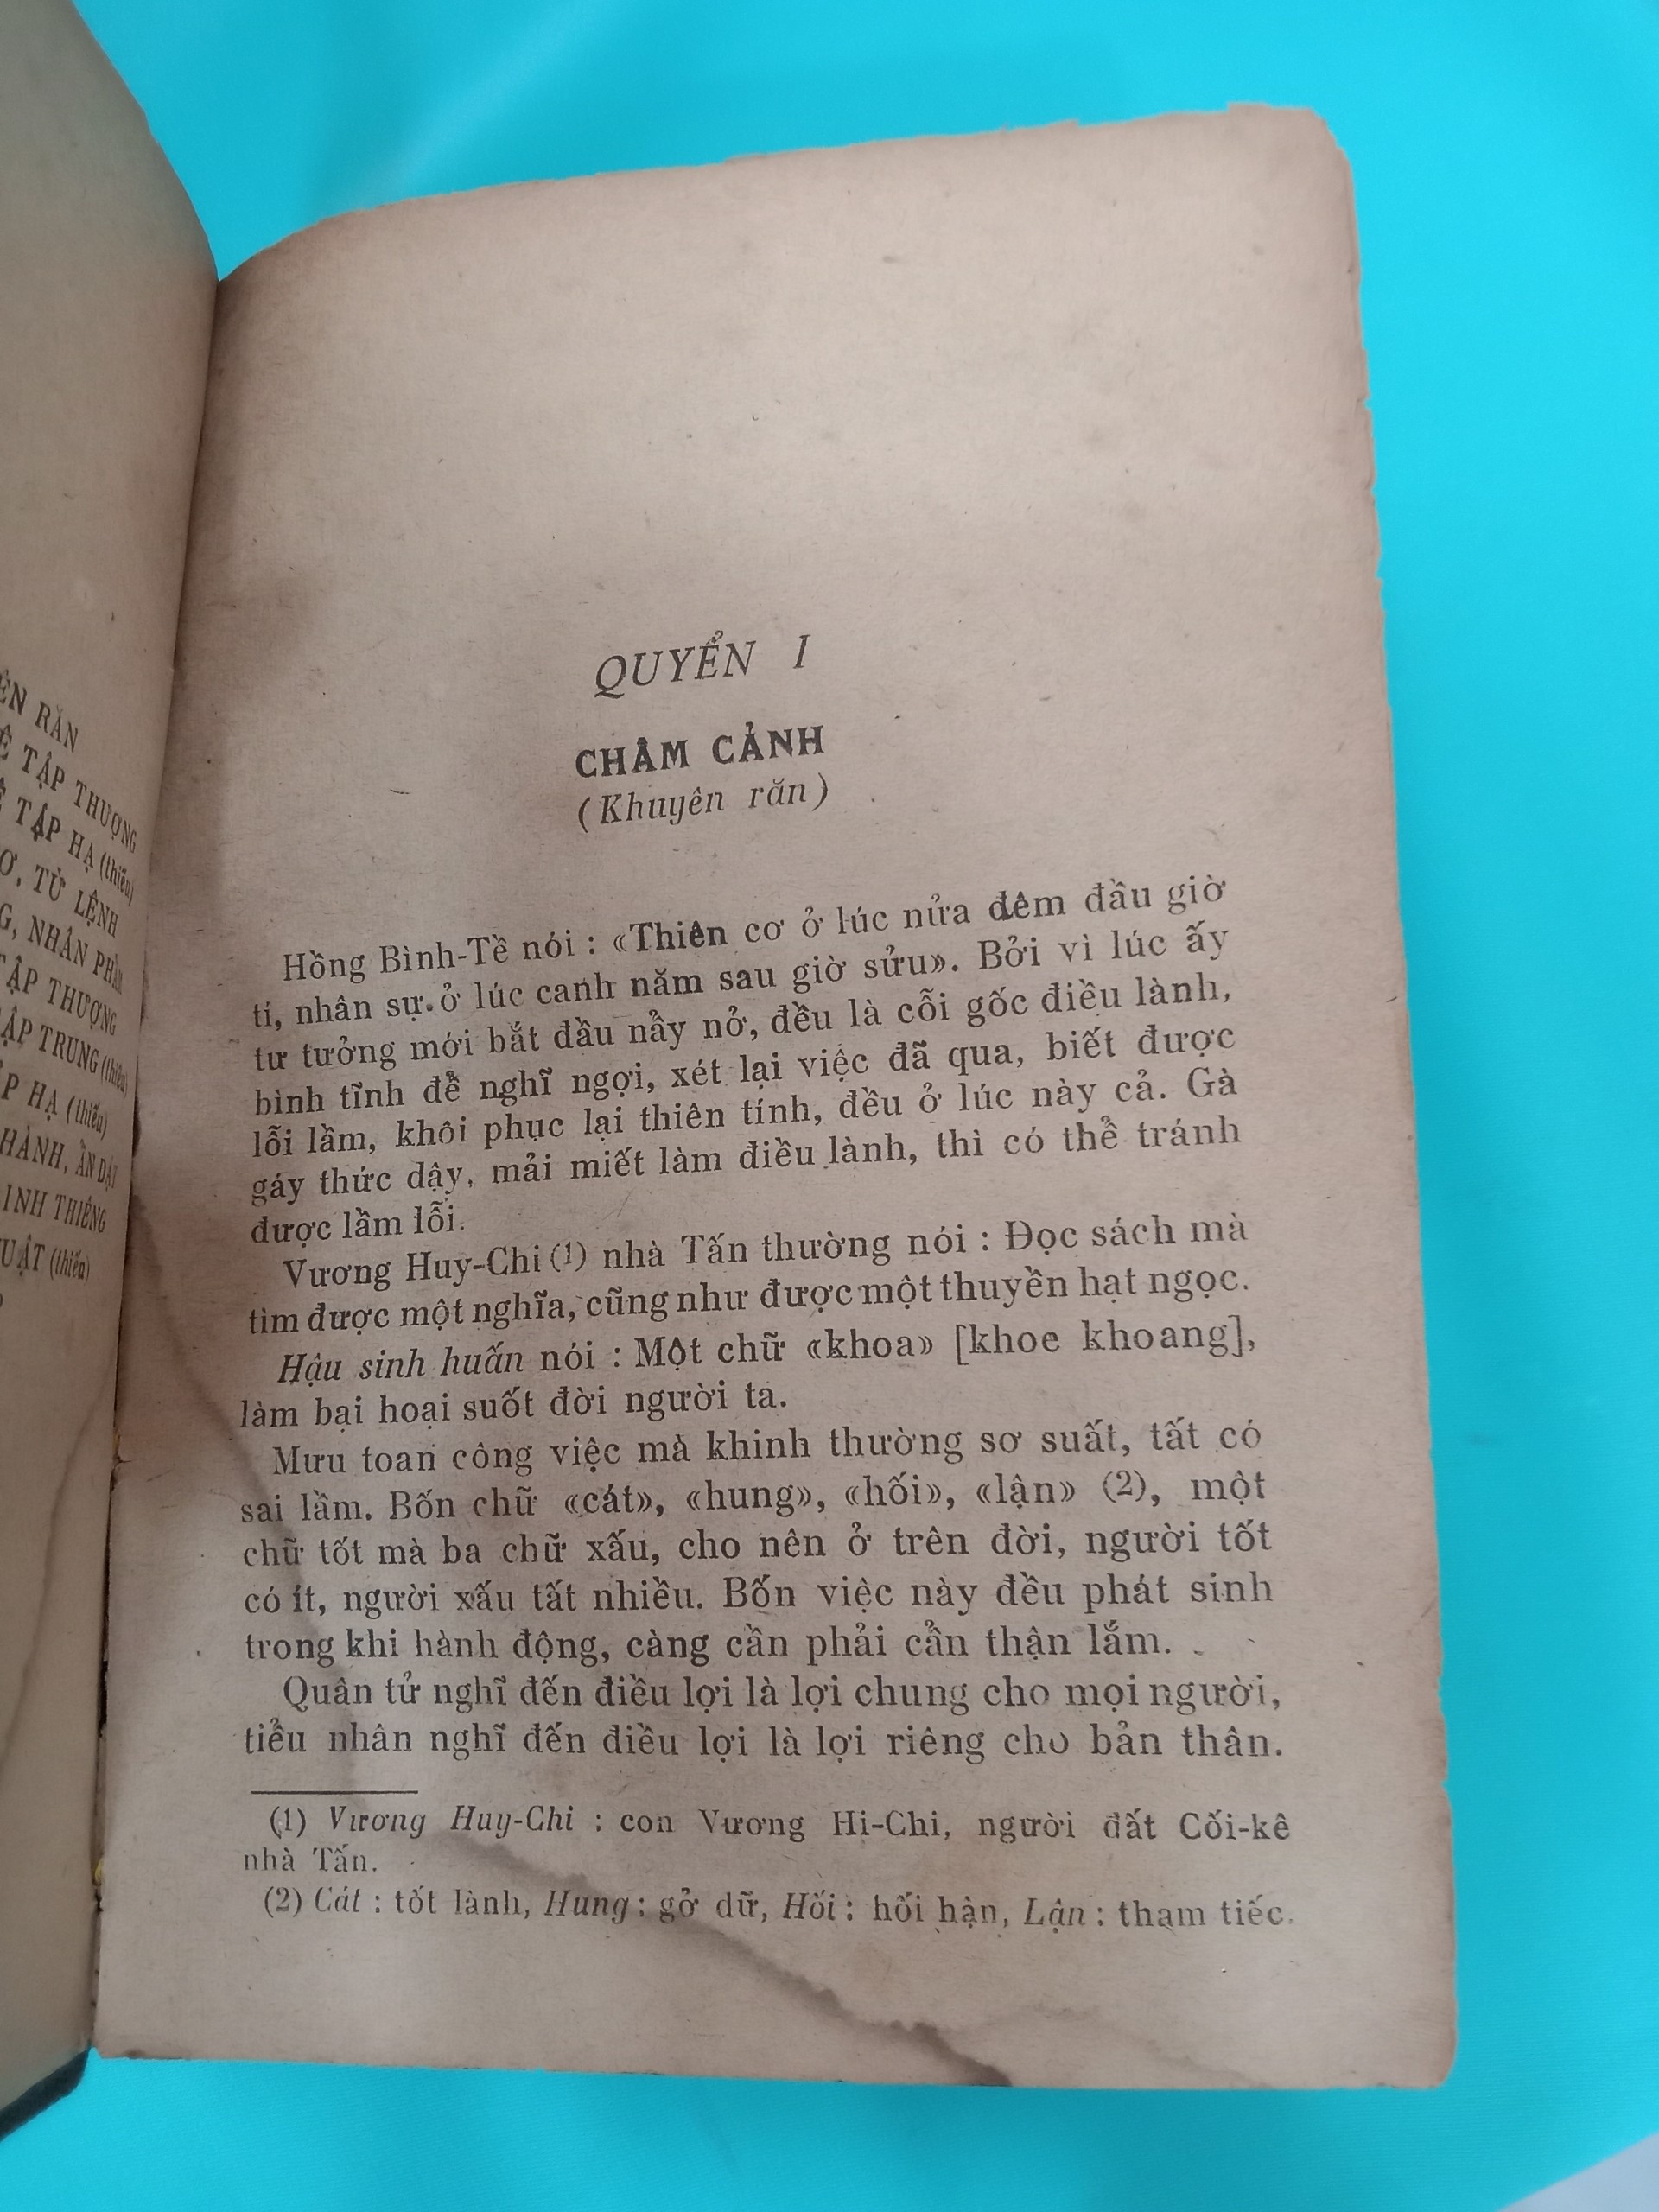 RĂN
TẬP THƯỢNG
TẬP HẠ (thiếu)
TỪ LỆNH
NHÂN PHẨM
TẬP THƯỢNG
TRUNG (thiếu)
HẠ (thiếu)
HÀNH, ẨN DẬT
LINH THIÊNG
(thiếu)
QUYỂN I
CHÂM CẢNH
(Khuyên răn)
Hồng Bình-Tề nói : «Thiên cơ ở lúc nửa đêm đầu giờ
tí, nhân sự ở lúc canh năm sau giờ sửu». Bởi vì lúc ấy
tư tưởng mới bắt đầu nẩy nở, đều là cỗi gốc điều lành,
bình tĩnh để nghĩ ngợi, xét lại việc đã qua, biết được
lỗi lầm, khôi phục lại thiên tính, đều ở lúc này cả. Gà
gáy thức dậy, mải miết làm điều lành, thì có thể tránh
được lầm lỗi.
Vương Huy-Chi (1) nhà Tấn thường nói : Đọc sách mà
tìm được một nghĩa, cũng như được một thuyền hạt ngọc.
Hậu sinh huấn nói : Một chữ «khoa» [khoe khoang],
làm bại hoại suốt đời người ta.
Mưu toan công việc mà khinh thường sơ suất, tất có
sai lầm. Bốn chữ «cát», «hung», «hối», «lận» (2), một
chữ tốt mà ba chữ xấu, cho nên ở trên đời, người tốt
có ít, người xấu tất nhiều. Bốn việc này đều phát sinh
trong khi hành động, càng cần phải cẩn thận lắm.
Quân tử nghĩ đến điều lợi là lợi chung cho mọi người,
tiểu nhân nghĩ đến điều lợi là lợi riêng cho bản thân.
(1) Vương Huy-Chi : con Vương Hi-Chi, người đất Cối-kê
nhà Tấn.
(2) Cát : tốt lành, Hung : gở dữ, Hối : hối hận, Lận : tham tiếc.